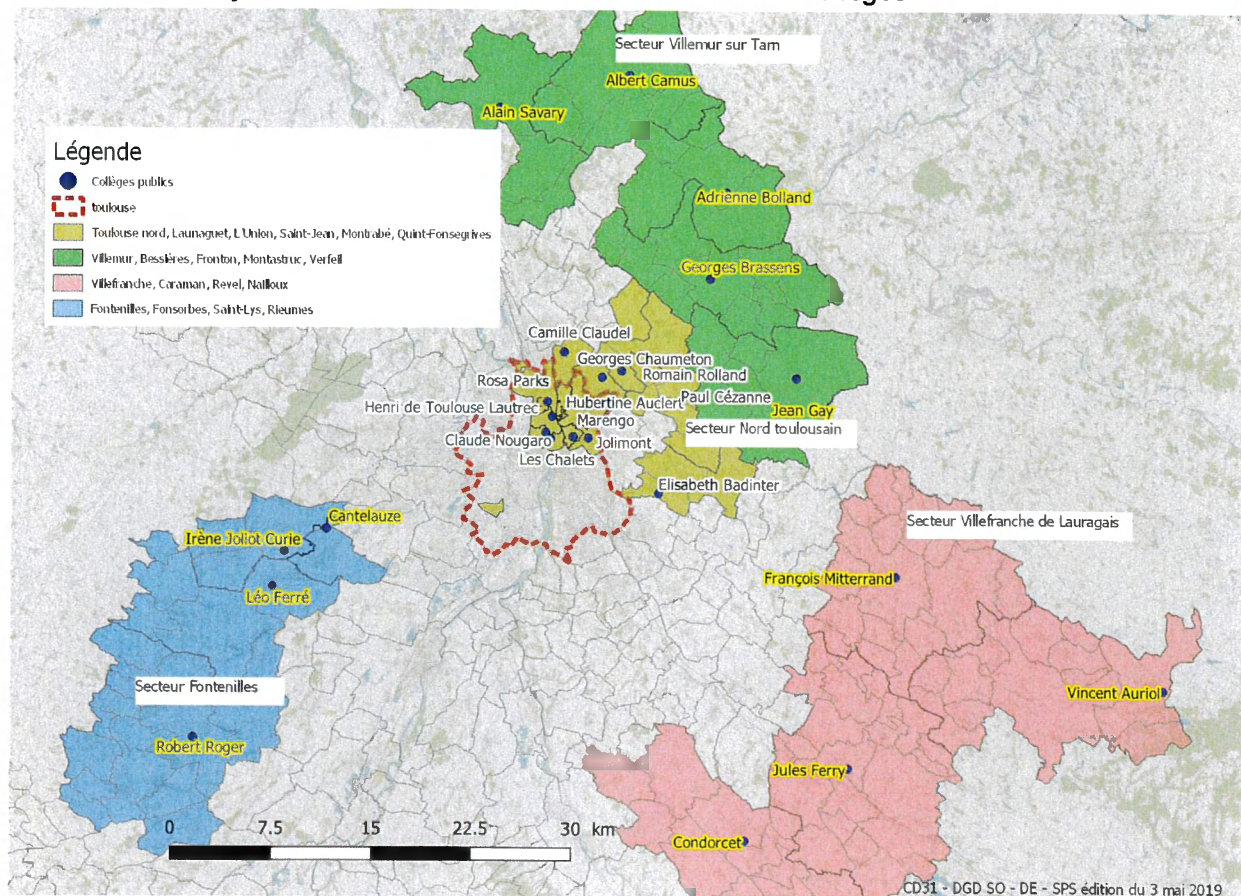 Secteur Villemur sur Tarn
Albert Camus
Alain Savary
Légende
Collèges publics
toulouse
Toulouse nord, Launaguet, L'Union, Saint-Jean, Montrabé, Quint-Fonsegrives
Villemur, Bessières, Fronton, Montastruc, Verfeil
Villefranche, Caraman, Revel, Nailloux
Fontenilles, Fonsorbes, Saint-Lys, Rieumes
Adrienne Bolland
Georges Brassens
Camille Claudel
Georges Chaumeton
Romain Rolland
Rosa Parks
Hubertine Auclert
Paul Cézanne
Henri de Toulouse Lautrec
Marengo
Jean Gay
Secteur Nord toulousain
Claude Nougaro
Jolimont
Les Chalets
Elisabeth Badinter
Cantelauze
Secteur Villefranche de Lauragais
Irène Joliot Curie
François Mitterrand
Léo Ferré
Secteur Fontenilles
Vincent Auriol
Robert Roger
Jules Ferry
0 7.5 15 22.5 30 km
Condorcet
CD31 - DGD SO - DE - SPS édition du 3 mai 2019